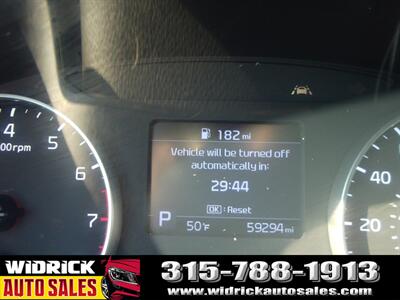 182 mi
Vehicle will be turned off
automatically in:
29:44
OK : Reset
P 50°F 59294 mi
4
5
6
7
00rpm
40
20
WIDRICK
AUTO SALES
315-788-1913
www.widrickautosales.com